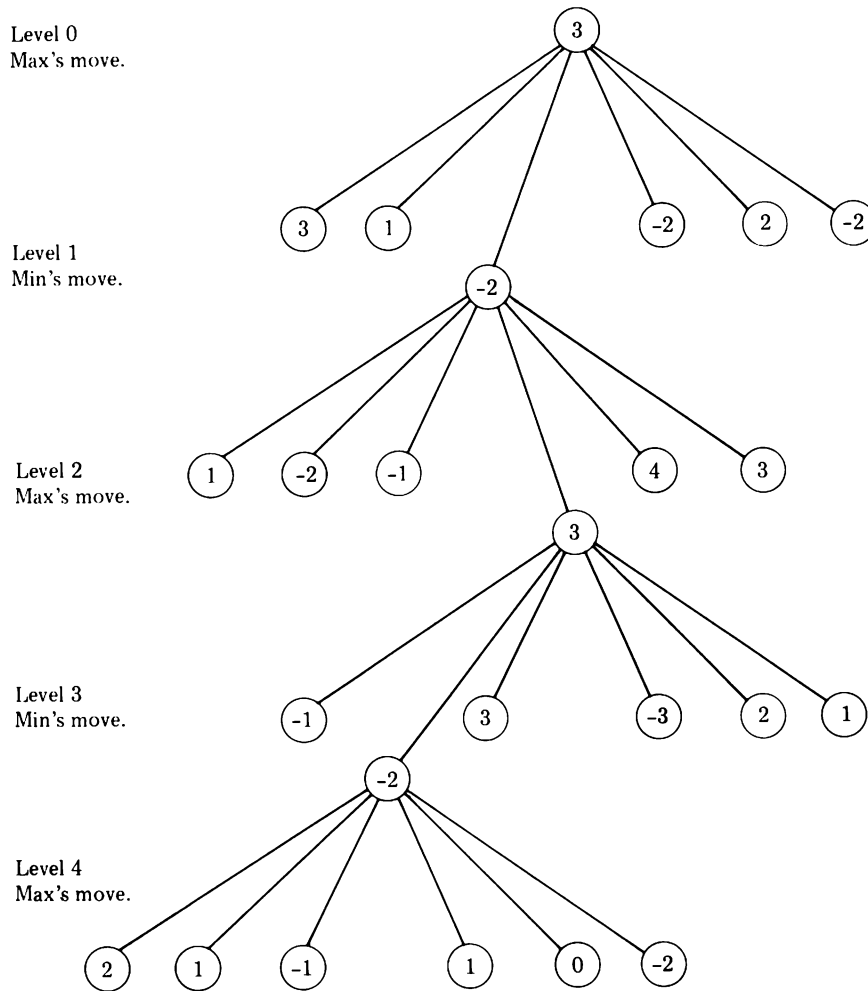 Level 0
Max's move.
3
3 1 -2 2 -2
Level 1
Min's move.
-2
Level 2
Max's move.
1 -2 -1 4 3
3
Level 3
Min's move.
-1 3 -3 2 1
-2
Level 4
Max's move.
2 1 -1 1 0 -2